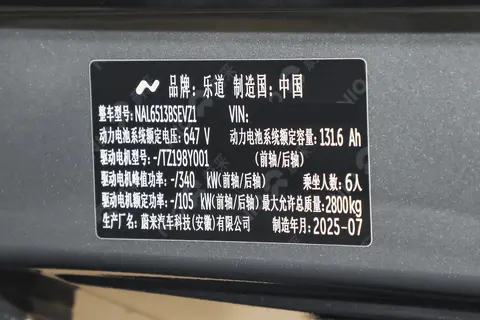 品牌：乐道 制造国：中国
整车型号：NAL6513BSEVZ1 VIN：
动力电池系统额定电压：647 V 动力电池系统额定容量：131.6 Ah
驱动电机型号：-/TZ198Y001 （前轴/后轴）
驱动电机峰值功率：-/340 kW(前轴/后轴) 乘坐人数：6人
驱动电机额定功率：-/105 kW(前轴/后轴) 最大允许总质量：2800kg
生产厂名：蔚来汽车科技(安徽)有限公司 制造年月：2025-07